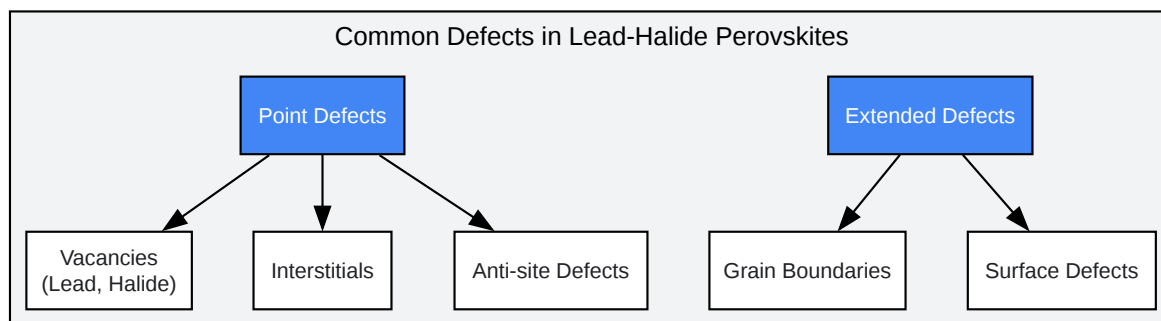 Common Defects in Lead-Halide Perovskites
Point Defects
Extended Defects
Vacancies
(Lead, Halide)
Interstitials
Anti-site Defects
Grain Boundaries
Surface Defects